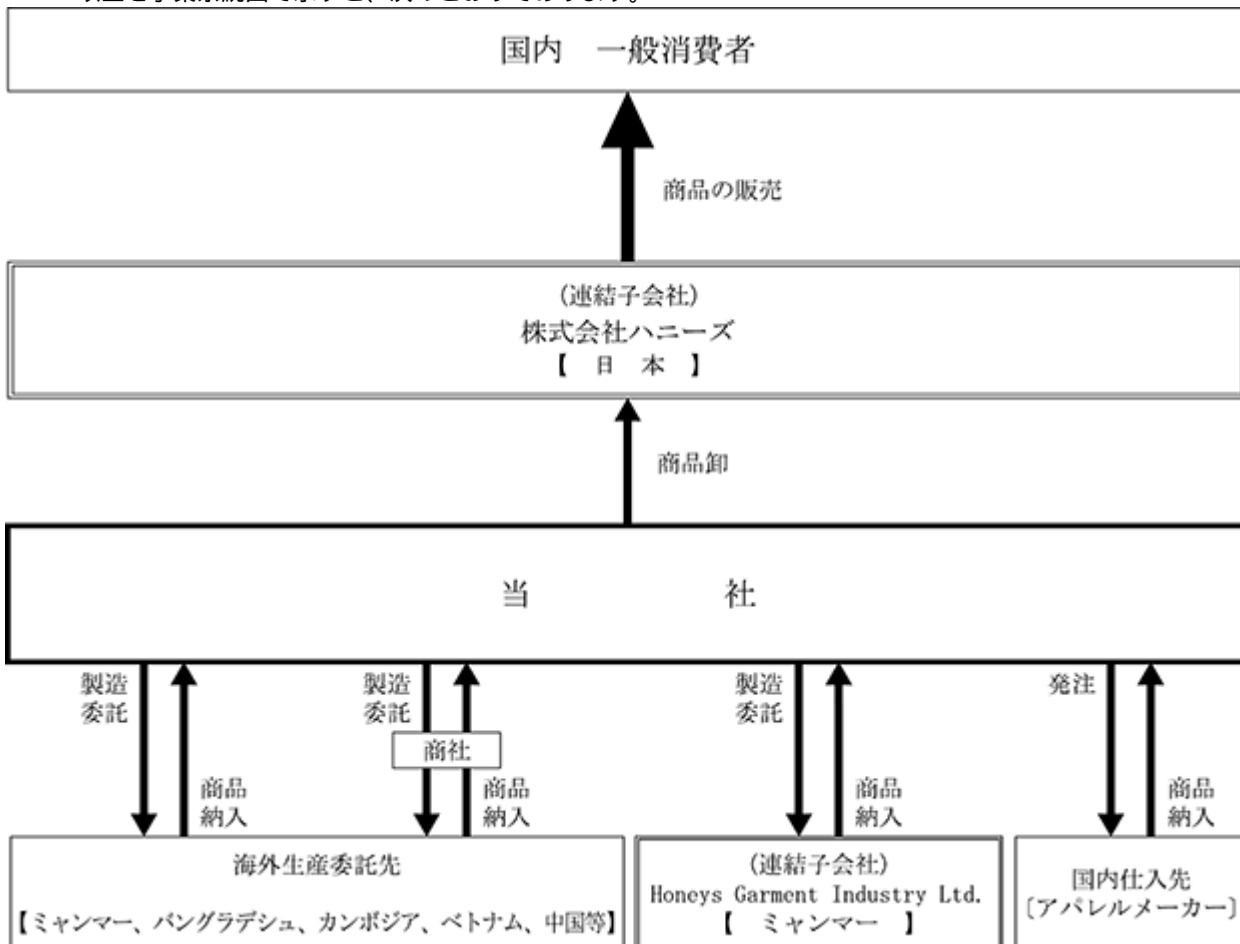 国内　一般消費者
商品の販売
(連結子会社)
株式会社ハニーズ
【　日　本　】
商品卸
当　　　　社
製造
委託
商品
納入
製造
委託
商社
商品
納入
製造
委託
商品
納入
発注
商品
納入
海外生産委託先
【ミャンマー、バングラデシュ、カンボジア、ベトナム、中国等】
(連結子会社)
Honeys Garment Industry Ltd.
【　ミャンマー　】
国内仕入先
〔アパレルメーカー〕